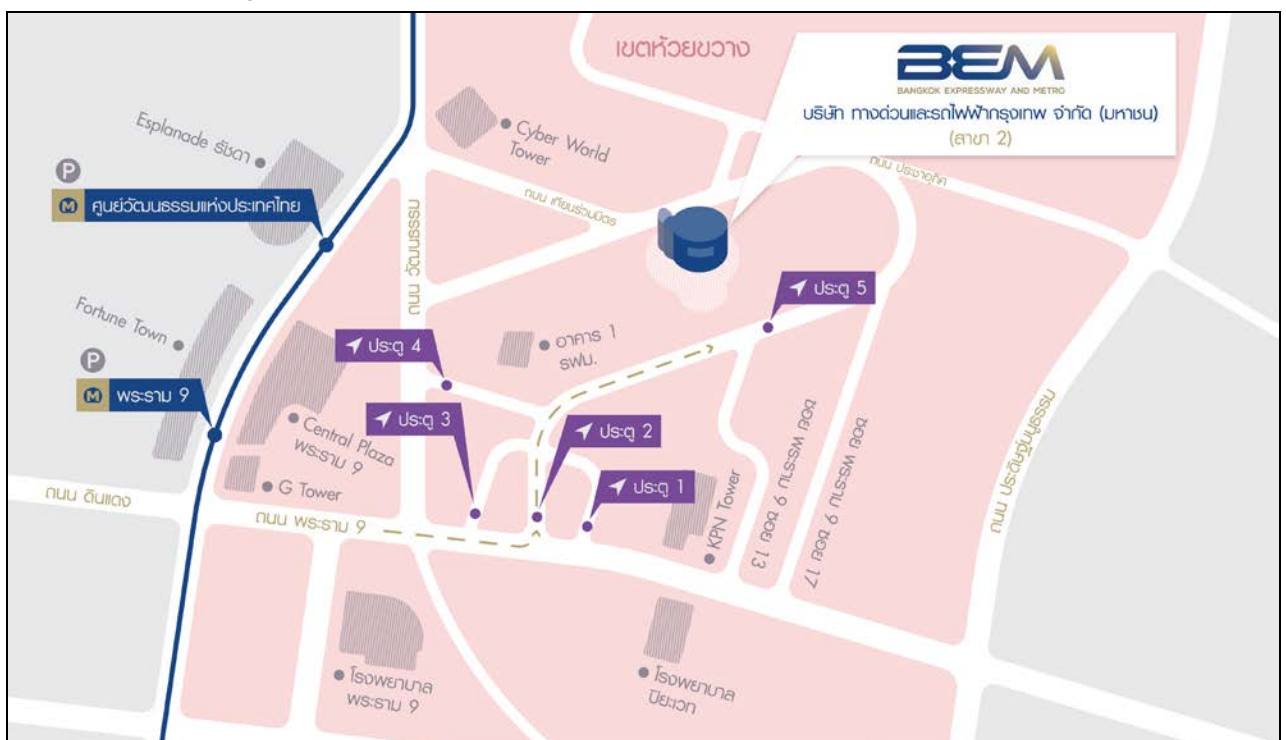 เขตห้วยขวาง
BEM
BANGKOK EXPRESSWAY AND METRO
บริษัท ทางด่วนและรถไฟฟ้ากรุงเทพ จำกัด (มหาชน)
(สาขา 2)
Esplanade รัชดา
Cyber World
Tower
ถนน ประชาอุทิศ
P
M ศูนย์วัฒนธรรมแห่งประเทศไทย
ถนน เทียมร่วมมิตร
ถนน วัฒนธรรม
ประตู 5
Fortune Town
อาคาร 1
รฟม.
ประตู 4
P
M พระราม 9
ประตู 3
ประตู 2
Central Plaza
พระราม 9
ซอย พระราม 9 ซอย 13
ซอย พระราม 9 ซอย 17
ถนน ประดิษฐ์มนูธรรม
ประตู 1
G Tower
KPN Tower
ถนน ดินแดง
ถนน พระราม 9
โรงพยาบาล
พระราม 9
โรงพยาบาล
ปิยะเวท